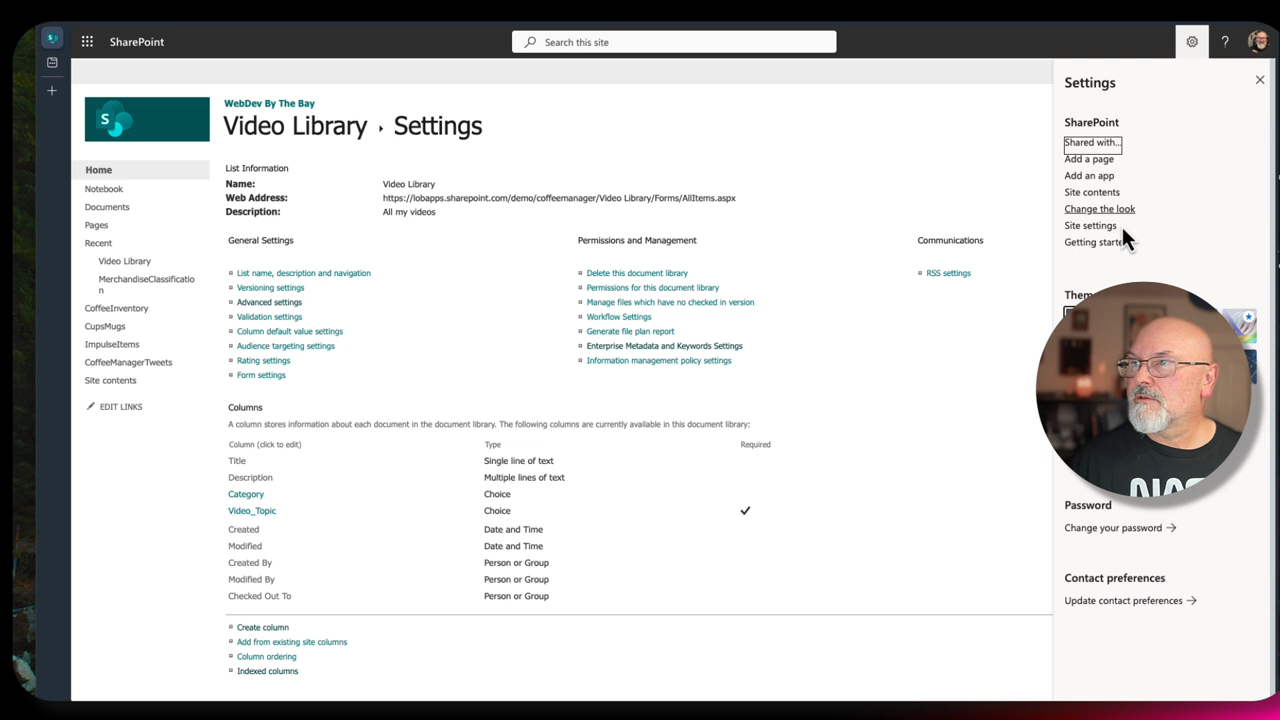 SharePoint
Search this site
?
S
WebDev By The Bay
Video Library ▸ Settings
Home
Notebook
Documents
Pages
Recent
Video Library
MerchandiseClassificatio
n
CoffeeInventory
CupsMugs
ImpulseItems
CoffeeManagerTweets
Site contents
EDIT LINKS
List Information
Name: Video Library
Web Address: https://lobapps.sharepoint.com/demo/coffeemanager/Video Library/Forms/AllItems.aspx
Description: All my videos
General Settings
List name, description and navigation
Versioning settings
Advanced settings
Validation settings
Column default value settings
Audience targeting settings
Rating settings
Form settings
Permissions and Management
Delete this document library
Permissions for this document library
Manage files which have no checked in version
Workflow Settings
Generate file plan report
Enterprise Metadata and Keywords Settings
Information management policy settings
Communications
RSS settings
Columns
A column stores information about each document in the document library. The following columns are currently available in this document library:
Column (click to edit) Type Required
Title Single line of text
Description Multiple lines of text
Category Choice
Video_Topic Choice ✓
Created Date and Time
Modified Date and Time
Created By Person or Group
Modified By Person or Group
Checked Out To Person or Group
Create column
Add from existing site columns
Column ordering
Indexed columns
Settings
SharePoint
Shared with...
Add a page
Add an app
Site contents
Change the look
Site settings
Getting starte
Them
Password
Change your password →
Contact preferences
Update contact preferences →